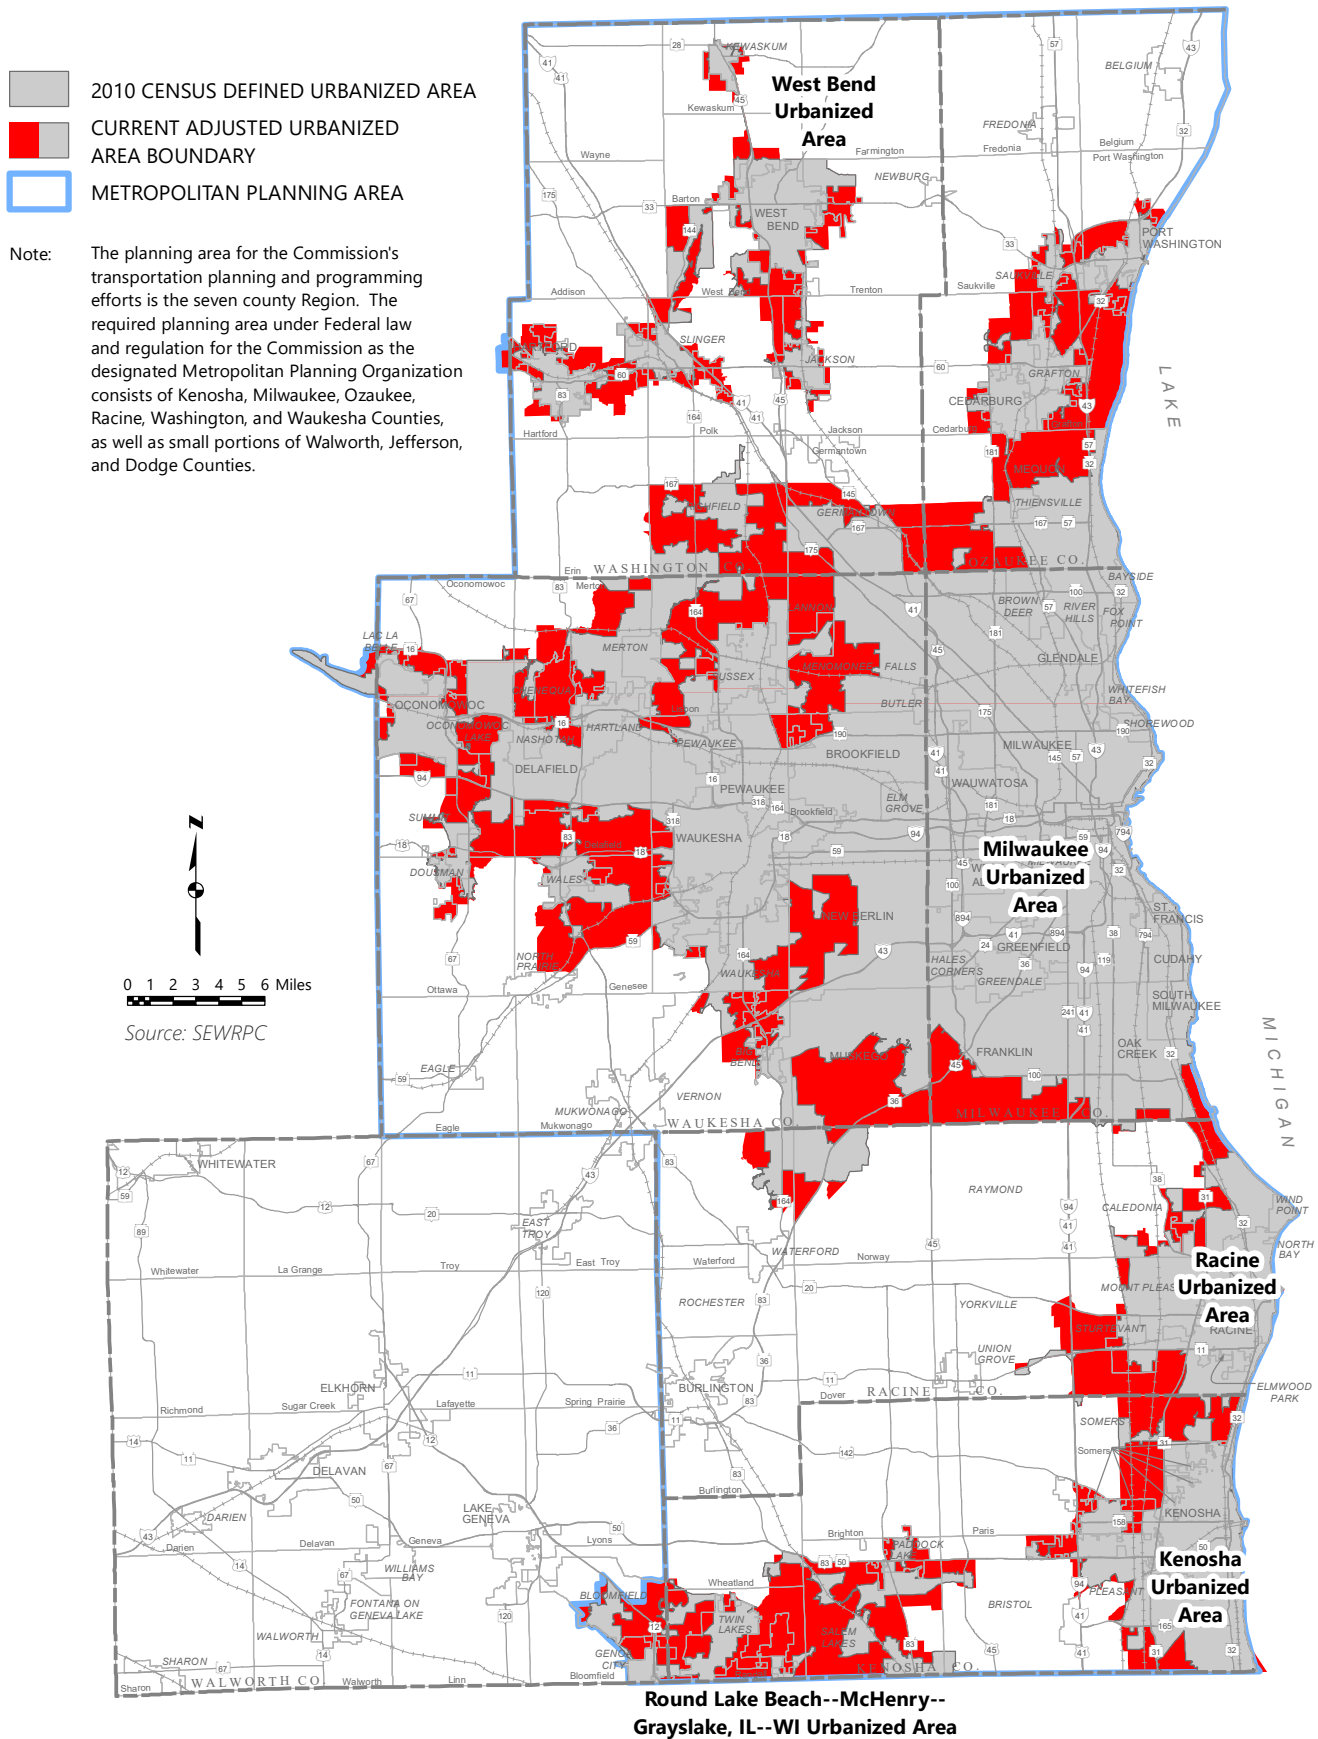 2010 CENSUS DEFINED URBANIZED AREA
CURRENT ADJUSTED URBANIZED
AREA BOUNDARY
METROPOLITAN PLANNING AREA
Note:
The planning area for the Commission's
transportation planning and programming
efforts is the seven county Region. The
required planning area under Federal law
and regulation for the Commission as the
designated Metropolitan Planning Organization
consists of Kenosha, Milwaukee, Ozaukee,
Racine, Washington, and Waukesha Counties,
as well as small portions of Walworth, Jefferson,
and Dodge Counties.
KEWASKUM
Kewaskum
West Bend
Urbanized
Area
BELGIUM
FREDONIA
Fredonia
Belgium
Port Washington
Wayne
Farmington
NEWBURG
Barton
WEST
BEND
PORT
WASHINGTON
SAUKVILLE
Saukville
Addison
West Bend
Trenton
SLINGER
JACKSON
GRAFTON
CEDARBURG
Grafton
Hartford
Polk
Jackson
Cedarburg
Germantown
MEQUON
THIENSVILLE
GERMANTOWN
LAKE
Erin
WASHINGTON CO.
OZAUKEE CO.
Oconomowoc
BAYSIDE
BROWN
DEER
RIVER
HILLS
FOX
POINT
LANNON
LAC LA
BELLE
MERTON
GLENDALE
MENOMONEE FALLS
SUSSEX
CHENEQUA
OCONOMOWOC
Lisbon
BUTLER
WHITEFISH
BAY
SHOREWOOD
OCONOMOWOC
LAKE
NASHOTAH
HARTLAND
PEWAUKEE
BROOKFIELD
MILWAUKEE
DELAFIELD
PEWAUKEE
WAUWATOSA
ELM
GROVE
Brookfield
WAUKESHA
Delafield
DOUSMAN
WALES
Milwaukee
Urbanized
Area
NEW BERLIN
ST.
FRANCIS
GREENFIELD
HALES
CORNERS
GREENDALE
CUDAHY
NORTH
PRAIRIE
WAUKESHA
Ottawa
Genesee
SOUTH
MILWAUKEE
0 1 2 3 4 5 6 Miles
Source: SEWRPC
BIG
BEND
MUSKEGO
FRANKLIN
OAK
CREEK
MICHIGAN
EAGLE
VERNON
MUKWONAGO
Eagle
Mukwonago
WAUKESHA CO.
MILWAUKEE CO.
WHITEWATER
RAYMOND
CALEDONIA
WIND
POINT
NORTH
BAY
EAST
TROY
WATERFORD
Whitewater
La Grange
Troy
East Troy
Waterford
Norway
Racine
Urbanized
Area
ROCHESTER
YORKVILLE
STURTEVANT
RACINE
UNION
GROVE
ELKHORN
BURLINGTON
ELMWOOD
PARK
Dover
RACINE CO.
Richmond
Sugar Creek
Lafayette
Spring Prairie
SOMERS
Somers
DELAVAN
Burlington
LAKE
GENEVA
DARIEN
KENOSHA
Darien
Delavan
Geneva
Lyons
Brighton
Paris
PADDOCK
LAKE
Kenosha
Urbanized
Area
WILLIAMS
BAY
Wheatland
BLOOMFIELD
FONTANA ON
GENEVA LAKE
BRISTOL
TWIN
LAKES
SALEM
LAKES
WALWORTH
SHARON
GENOA
CITY
Bloomfield
Sharon
WALWORTH CO.
Walworth
Linn
KENOSHA CO.
Round Lake Beach--McHenry--
Grayslake, IL--WI Urbanized Area